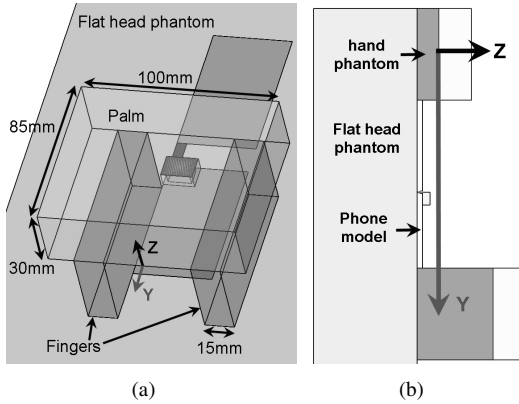 Flat head phantom
100mm
Palm
85mm
30mm
Z
Y
Fingers
15mm
(a)
hand
phantom
Z
Flat head
phantom
Phone
model
Y
(b)